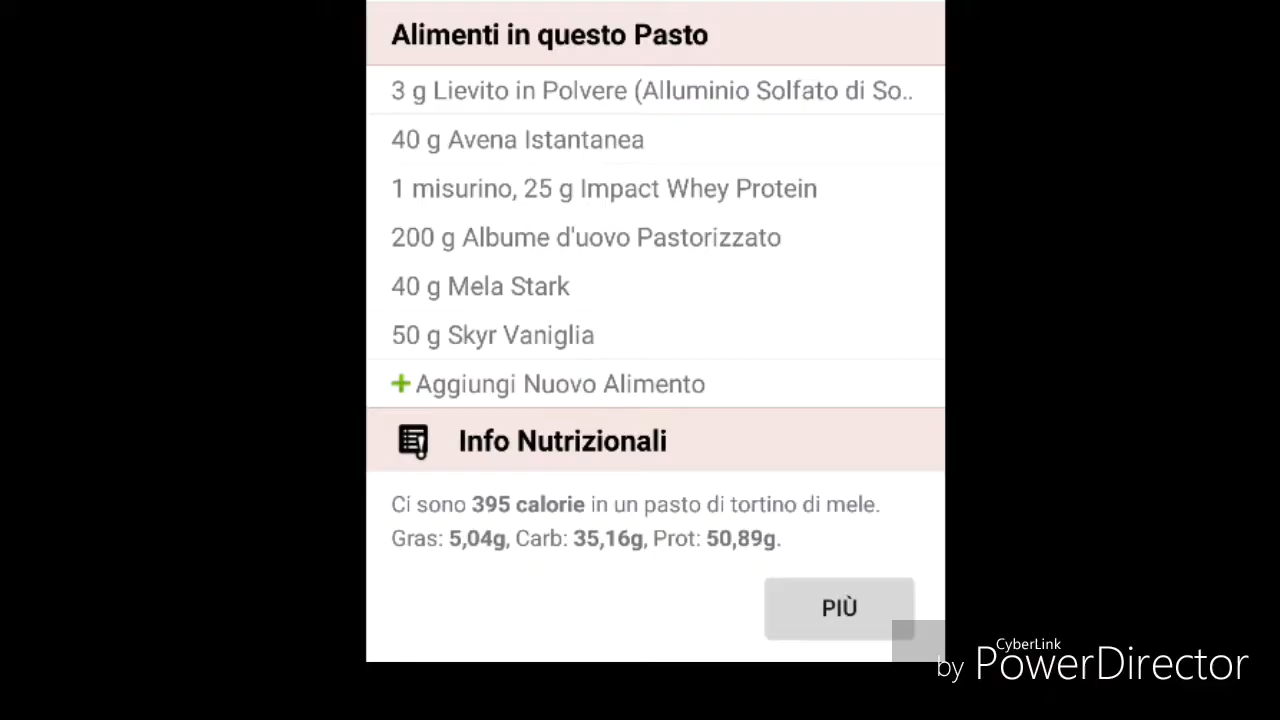 Alimenti in questo Pasto
3 g Lievito in Polvere (Alluminio Solfato di So..
40 g Avena Istantanea
1 misurino, 25 g Impact Whey Protein
200 g Albume d'uovo Pastorizzato
40 g Mela Stark
50 g Skyr Vaniglia
+ Aggiungi Nuovo Alimento
Info Nutrizionali
Ci sono 395 calorie in un pasto di tortino di mele.
Gras: 5,04g, Carb: 35,16g, Prot: 50,89g.
PIÙ
CyberLink
by PowerDirector